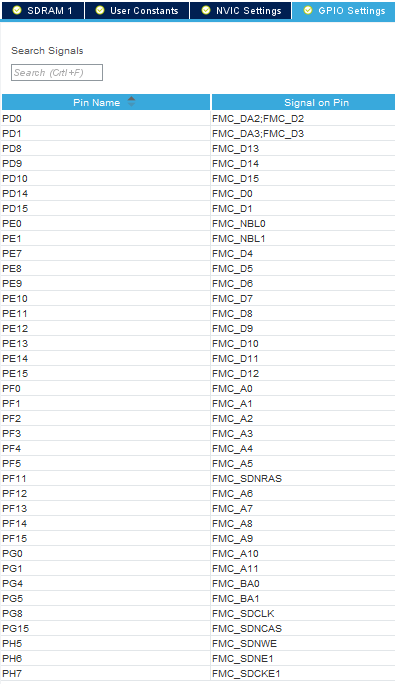 SDRAM 1 User Constants NVIC Settings GPIO Settings
Search Signals
Search (CrtI+F)
Pin Name Signal on Pin
PD0 FMC_DA2;FMC_D2
PD1 FMC_DA3;FMC_D3
PD8 FMC_D13
PD9 FMC_D14
PD10 FMC_D15
PD14 FMC_D0
PD15 FMC_D1
PE0 FMC_NBL0
PE1 FMC_NBL1
PE7 FMC_D4
PE8 FMC_D5
PE9 FMC_D6
PE10 FMC_D7
PE11 FMC_D8
PE12 FMC_D9
PE13 FMC_D10
PE14 FMC_D11
PE15 FMC_D12
PF0 FMC_A0
PF1 FMC_A1
PF2 FMC_A2
PF3 FMC_A3
PF4 FMC_A4
PF5 FMC_A5
PF11 FMC_SDNRAS
PF12 FMC_A6
PF13 FMC_A7
PF14 FMC_A8
PF15 FMC_A9
PG0 FMC_A10
PG1 FMC_A11
PG4 FMC_BA0
PG5 FMC_BA1
PG8 FMC_SDCLK
PG15 FMC_SDNCAS
PH5 FMC_SDNWE
PH6 FMC_SDNE1
PH7 FMC_SDCKE1